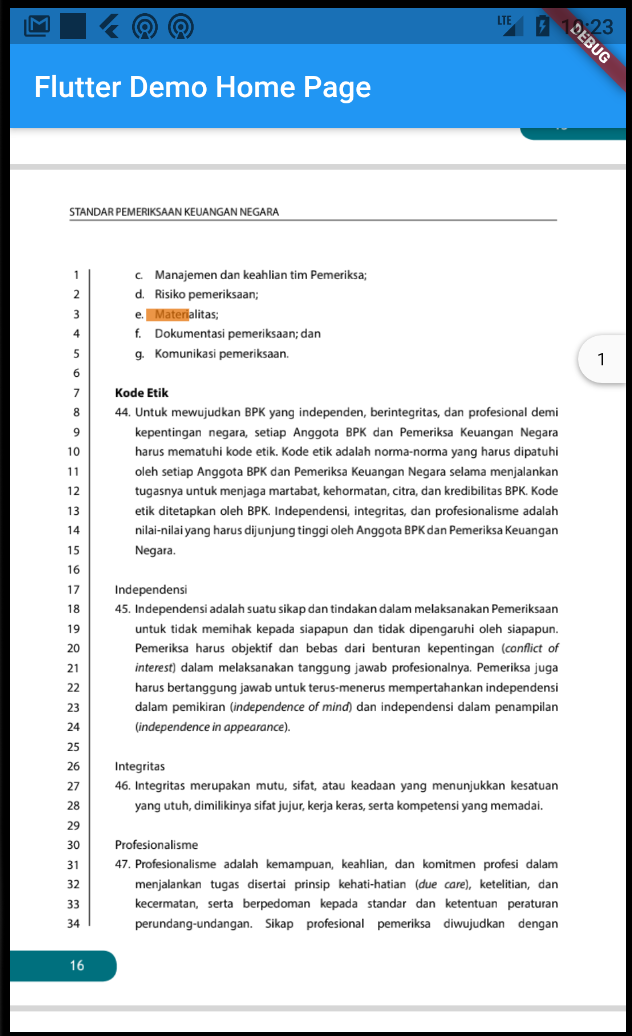 LTE
DEBUG
Flutter Demo Home Page
STANDAR PEMERIKSAAN KEUANGAN NEGARA
1 c. Manajemen dan keahlian tim Pemeriksa;
2 d. Risiko pemeriksaan;
3 e. Materialitas;
4 f. Dokumentasi pemeriksaan; dan
5 g. Komunikasi pemeriksaan.
1
6
7 Kode Etik
8 44. Untuk mewujudkan BPK yang independen, berintegritas, dan profesional demi
9 kepentingan negara, setiap Anggota BPK dan Pemeriksa Keuangan Negara
10 harus mematuhi kode etik. Kode etik adalah norma-norma yang harus dipatuhi
11 oleh setiap Anggota BPK dan Pemeriksa Keuangan Negara selama menjalankan
12 tugasnya untuk menjaga martabat, kehormatan, citra, dan kredibilitas BPK. Kode
13 etik ditetapkan oleh BPK. Independensi, integritas, dan profesionalisme adalah
14 nilai-nilai yang harus dijunjung tinggi oleh Anggota BPK dan Pemeriksa Keuangan
15 Negara.
16
17 Independensi
18 45. Independensi adalah suatu sikap dan tindakan dalam melaksanakan Pemeriksaan
19 untuk tidak memihak kepada siapapun dan tidak dipengaruhi oleh siapapun.
20 Pemeriksa harus objektif dan bebas dari benturan kepentingan (conflict of
21 interest) dalam melaksanakan tanggung jawab profesionalnya. Pemeriksa juga
22 harus bertanggung jawab untuk terus-menerus mempertahankan independensi
23 dalam pemikiran (independence of mind) dan independensi dalam penampilan
24 (independence in appearance).
25
26 Integritas
27 46. Integritas merupakan mutu, sifat, atau keadaan yang menunjukkan kesatuan
28 yang utuh, dimilikinya sifat jujur, kerja keras, serta kompetensi yang memadai.
29
30 Profesionalisme
31 47. Profesionalisme adalah kemampuan, keahlian, dan komitmen profesi dalam
32 menjalankan tugas disertai prinsip kehati-hatian (due care), ketelitian, dan
33 kecermatan, serta berpedoman kepada standar dan ketentuan peraturan
34 perundang-undangan. Sikap profesional pemeriksa diwujudkan dengan
16